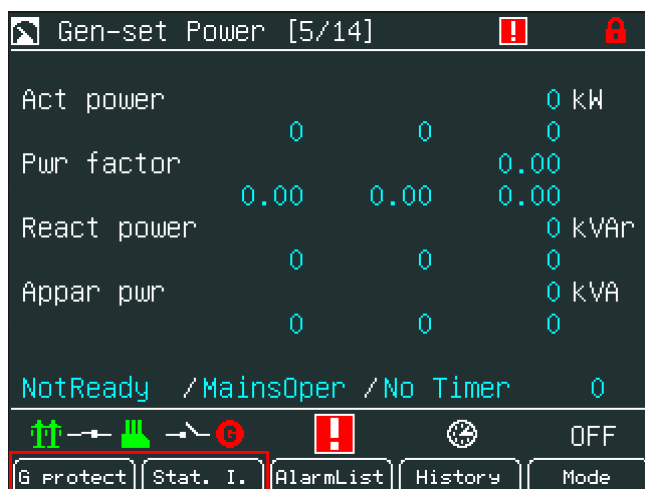 Gen-set Power [5/14] !
Act power 0 kW
0 0 0
Pwr factor 0.00
0.00 0.00 0.00
React power 0 kVAr
0 0 0
Appar pwr 0 kVA
0 0 0
NotReady /MainsOper /No Timer 0
G ! OFF
G protect Stat. I. AlarmList History Mode